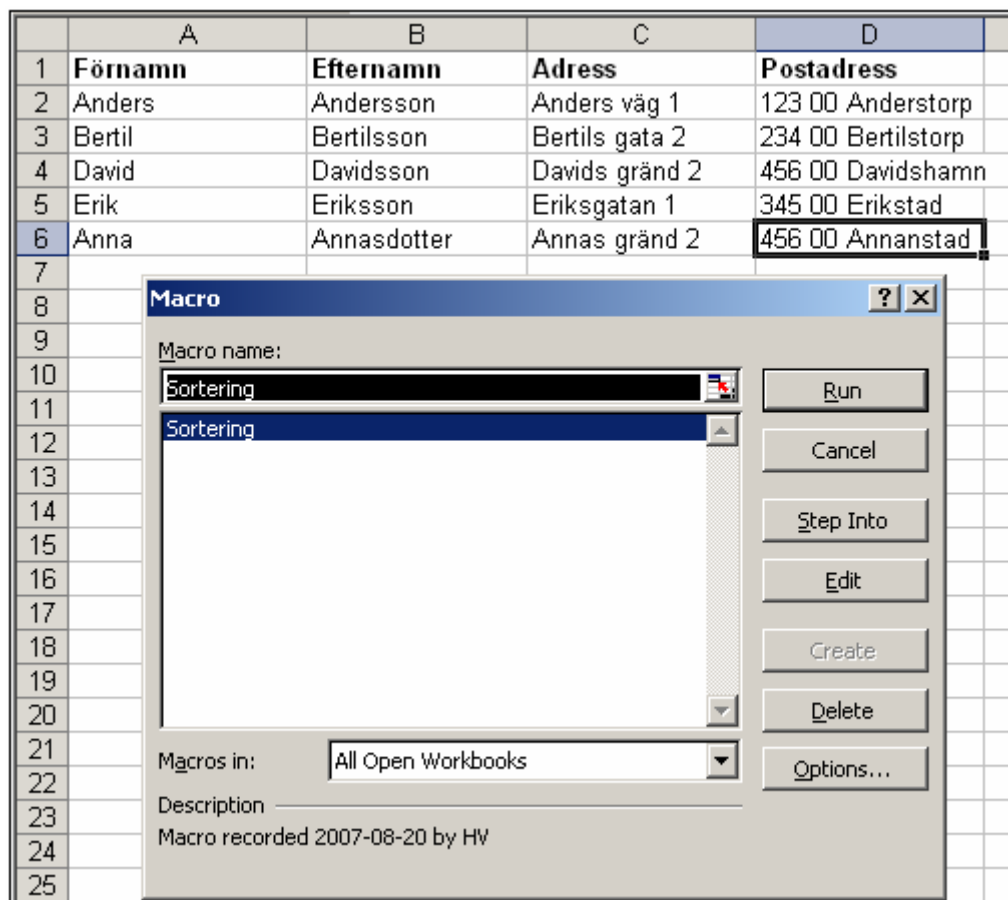 A B C D
1 Förnamn Efternamn Adress Postadress
2 Anders Andersson Anders väg 1 123 00 Anderstorp
3 Bertil Bertilsson Bertils gata 2 234 00 Bertilstorp
4 David Davidsson Davids gränd 2 456 00 Davidshamn
5 Erik Eriksson Eriksgatan 1 345 00 Erikstad
6 Anna Annasdotter Annas gränd 2 456 00 Annanstad
7
8
9
10
11
12
13
14
15
16
17
18
19
20
21
22
23
24
25
Macro ?
Macro name:
Sortering
Sortering
Run
Cancel
Step Into
Edit
Create
Delete
Options...
Macros in: All Open Workbooks
Description
Macro recorded 2007-08-20 by HV